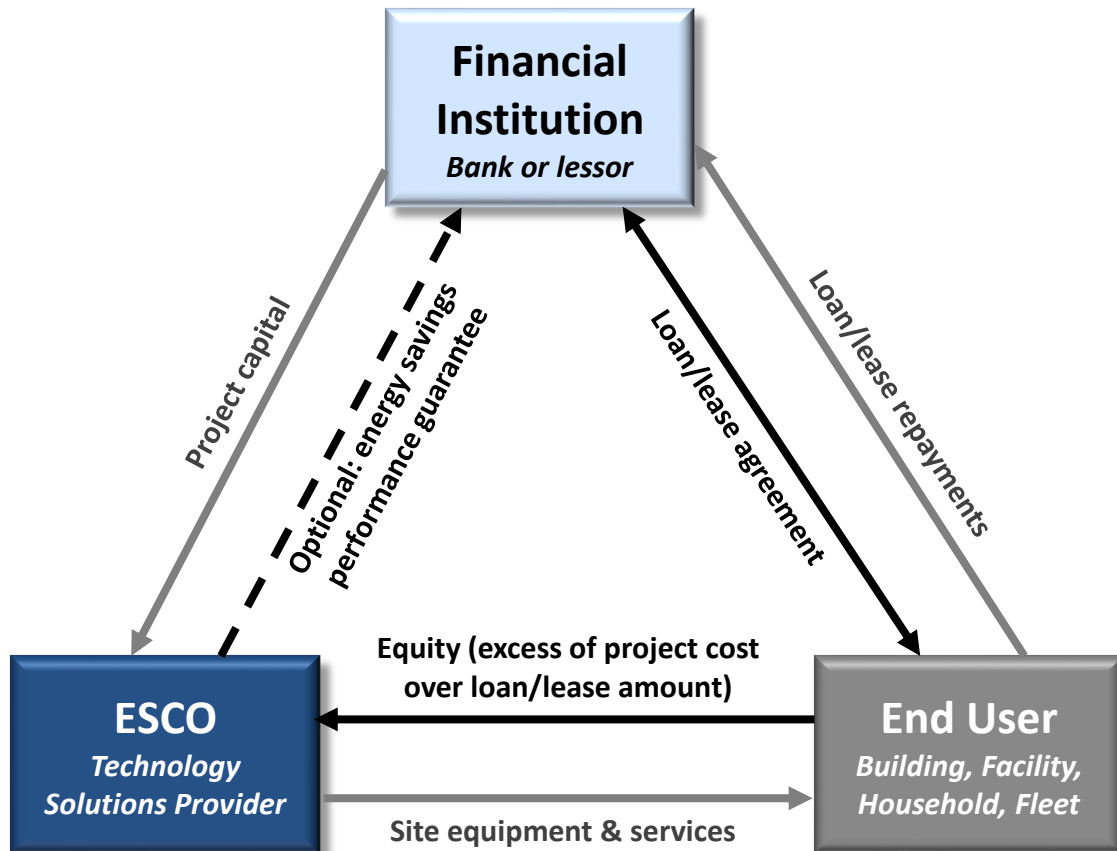 Financial
Institution
Bank or lessor
Project capital
Optional: energy savings
performance guarantee
Loan/lease agreement
Loan/lease repayments
Equity (excess of project cost
over loan/lease amount)
ESCO
Technology
Solutions Provider
End User
Building, Facility,
Household, Fleet
Site equipment & services